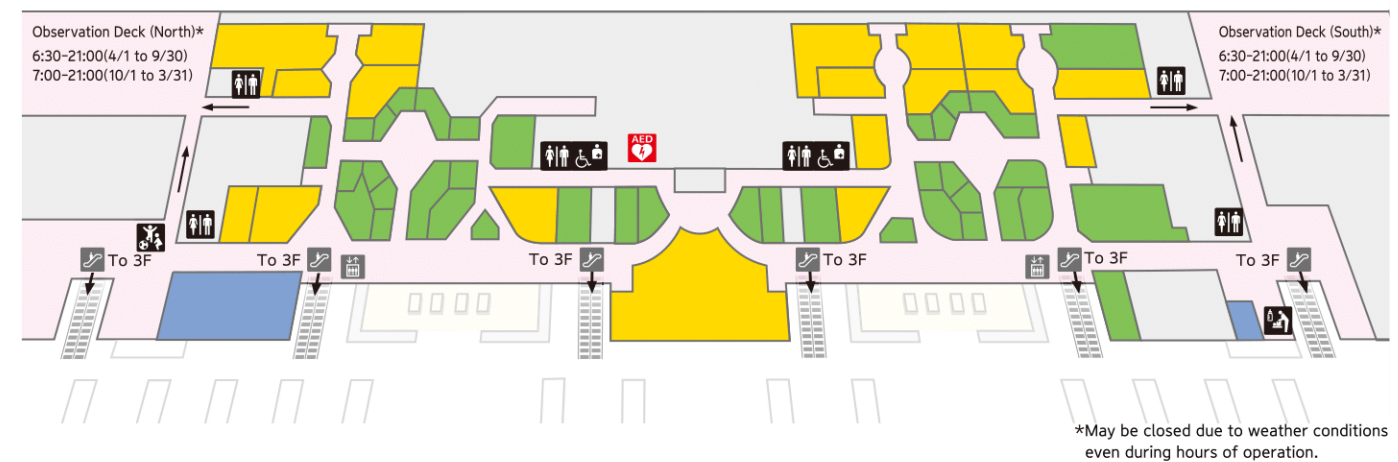 Observation Deck (North)*
6:30-21:00(4/1 to 9/30)
7:00-21:00(10/1 to 3/31)
Observation Deck (South)*
6:30-21:00(4/1 to 9/30)
7:00-21:00(10/1 to 3/31)
AED
To 3F
To 3F
To 3F
To 3F
To 3F
To 3F
*May be closed due to weather conditions
even during hours of operation.